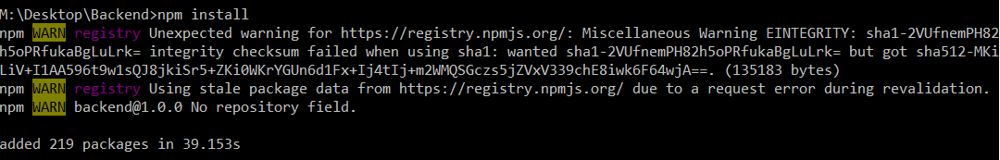 M:\Desktop\Backend>npm install
npm WARN registry Unexpected warning for https://registry.npmjs.org/: Miscellaneous Warning EINTEGRITY: sha1-2VUfnemPH82
h5oPRfukaBgLuLrk= integrity checksum failed when using sha1: wanted sha1-2VUfnemPH82h5oPRfukaBgLuLrk= but got sha512-MKi
LiV+I1AA596t9w1sQJ8jkiSr5+ZKi0WKrYGUn6d1Fx+Ij4tIj+m2WMQSGczs5jZVxV339chE8iwk6F64wjA==. (135183 bytes)
npm WARN registry Using stale package data from https://registry.npmjs.org/ due to a request error during revalidation.
npm WARN backend@1.0.0 No repository field.
added 219 packages in 39.153s